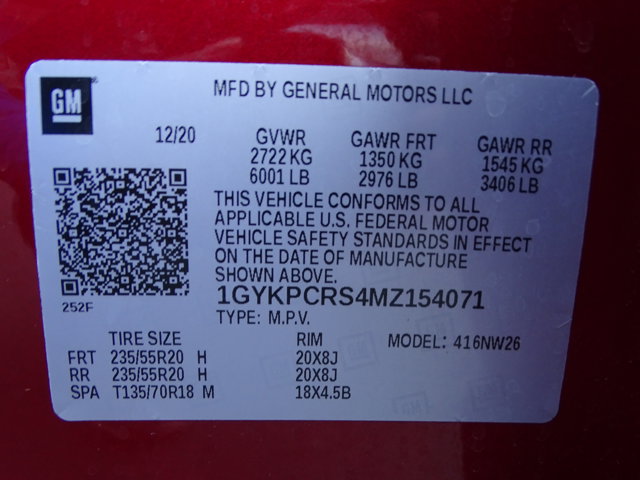 GM
MFD BY GENERAL MOTORS LLC
12/20 GVWR GAWR FRT GAWR RR
2722 KG 1350 KG 1545 KG
6001 LB 2976 LB 3406 LB
THIS VEHICLE CONFORMS TO ALL
APPLICABLE U.S. FEDERAL MOTOR
VEHICLE SAFETY STANDARDS IN EFFECT
ON THE DATE OF MANUFACTURE
SHOWN ABOVE.
1GYKPCRS4MZ154071
252F
TYPE: M.P.V.
TIRE SIZE RIM MODEL: 416NW26
FRT 235/55R20 H 20X8J
RR 235/55R20 H 20X8J
SPA T135/70R18 M 18X4.5B
GM